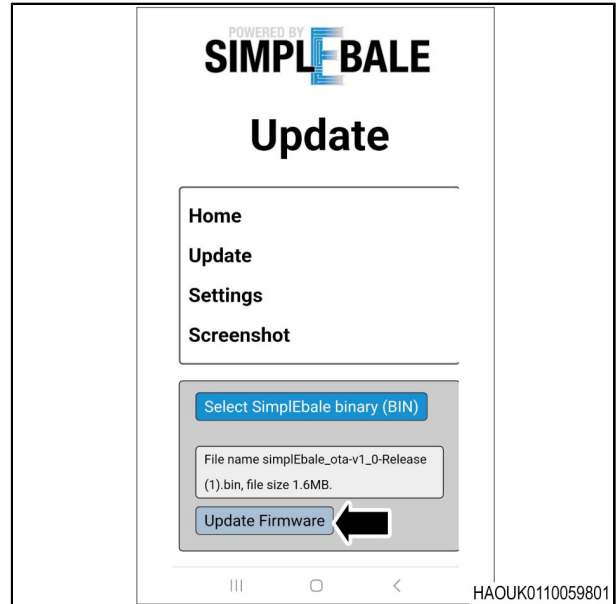 POWERED BY
SIMPLEBALE
Update
Home
Update
Settings
Screenshot
Select SimplEbale binary (BIN)
File name simplEbale_ota-v1_0-Release
(1).bin, file size 1.6MB.
Update Firmware
HAOUK0110059801